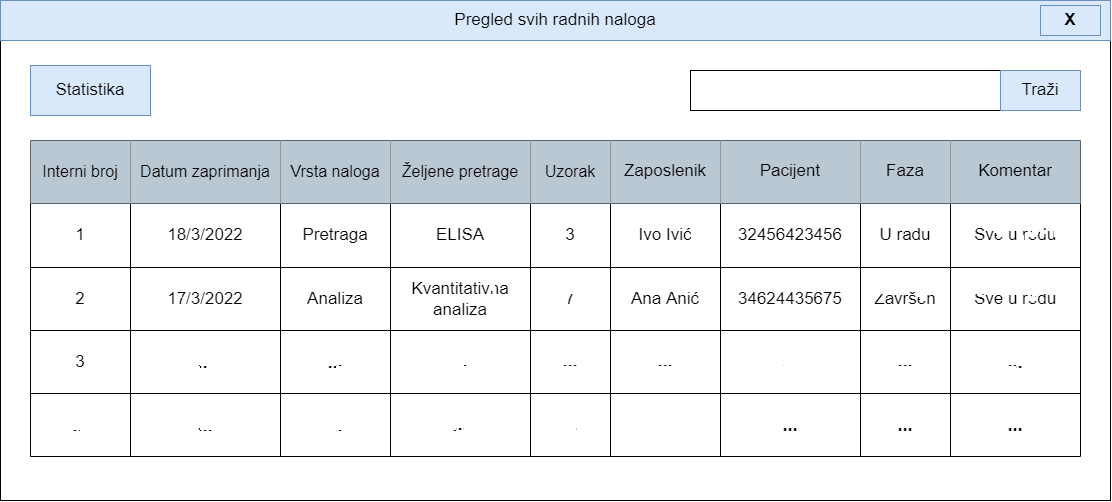 Pregled svih radnih naloga
X
Statistika
Traži
Interni broj Datum zaprimanja Vrsta naloga Željene pretrage Uzorak Zaposlenik Pacijent Faza Komentar
1 18/3/2022 Pretraga ELISA 3 Ivo Ivić 32456423456 U radu Sve u redu
2 17/3/2022 Analiza Kvantitativna analiza 7 Ana Anić 34624435675 Završen Sve u redu
3 ... ... ... ... ... ... ...
... ... ...